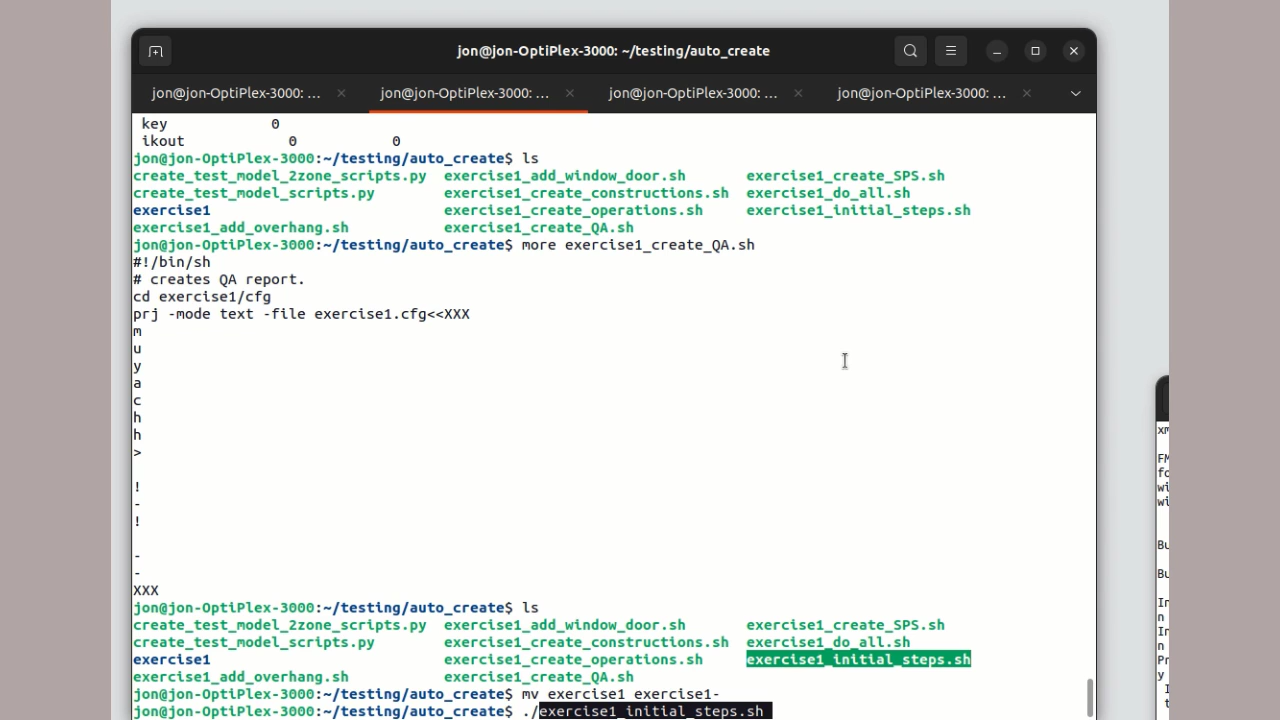 jon@jon-OptiPlex-3000: ~/testing/auto_create
jon@jon-OptiPlex-3000: ... × jon@jon-OptiPlex-3000: ... × jon@jon-OptiPlex-3000: ... × jon@jon-OptiPlex-3000: ... ×
key 0
ikout 0 0
jon@jon-OptiPlex-3000:~/testing/auto_create$ ls
create_test_model_2zone_scripts.py exercise1_add_window_door.sh exercise1_create_SPS.sh
create_test_model_scripts.py exercise1_create_constructions.sh exercise1_do_all.sh
exercise1 exercise1_create_operations.sh exercise1_initial_steps.sh
exercise1_add_overhang.sh exercise1_create_QA.sh
jon@jon-OptiPlex-3000:~/testing/auto_create$ more exercise1_create_QA.sh
#!/bin/sh
# creates QA report.
cd exercise1/cfg
prj -mode text -file exercise1.cfg<<XXX
m
u
y
a
c
h
h
>
!
-
!
-
-
XXX
jon@jon-OptiPlex-3000:~/testing/auto_create$ ls
create_test_model_2zone_scripts.py exercise1_add_window_door.sh exercise1_create_SPS.sh
create_test_model_scripts.py exercise1_create_constructions.sh exercise1_do_all.sh
exercise1 exercise1_create_operations.sh exercise1_initial_steps.sh
exercise1_add_overhang.sh exercise1_create_QA.sh
jon@jon-OptiPlex-3000:~/testing/auto_create$ mv exercise1 exercise1-
jon@jon-OptiPlex-3000:~/testing/auto_create$ ./exercise1_initial_steps.sh